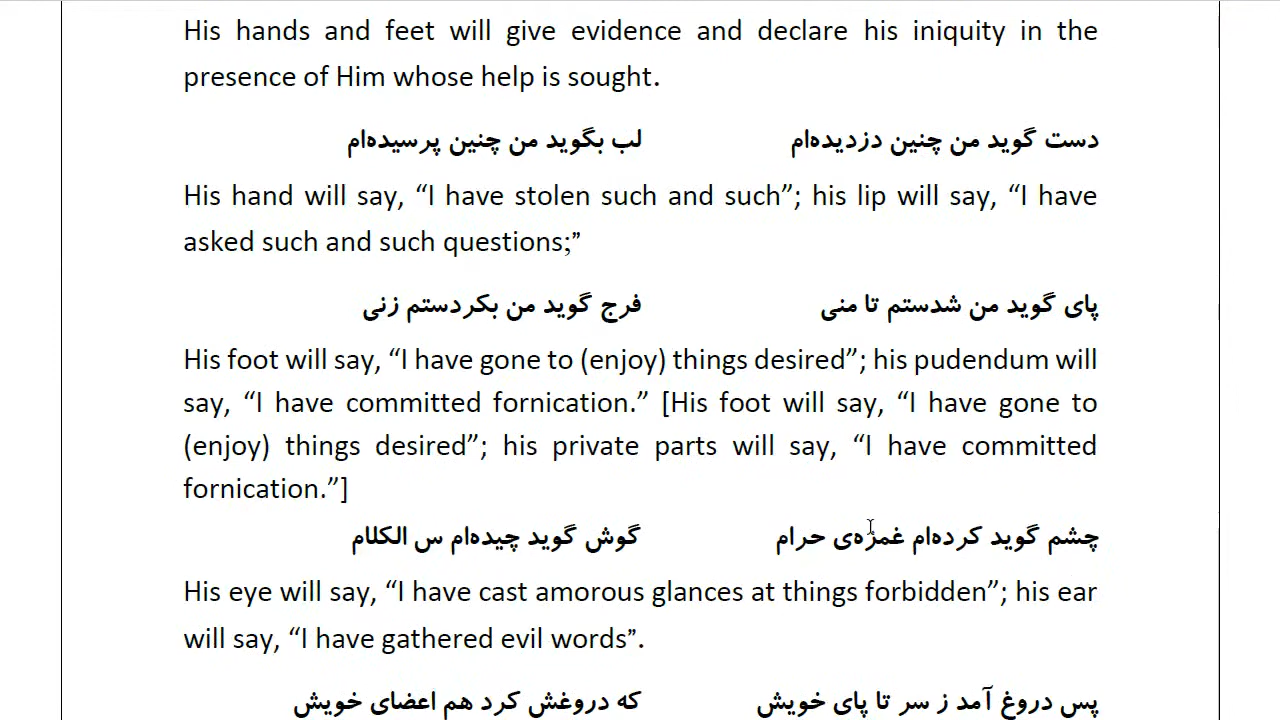 His hands and feet will give evidence and declare his iniquity in the
presence of Him whose help is sought.
دست گوید من چنین دزدیده‌ام لب بگوید من چنین پرسیده‌ام
His hand will say, “I have stolen such and such”; his lip will say, “I have
asked such and such questions;”
پای گوید من شدستم تا منی فرج گوید من بکردستم زنی
His foot will say, “I have gone to (enjoy) things desired”; his pudendum will
say, “I have committed fornication.” [His foot will say, “I have gone to
(enjoy) things desired”; his private parts will say, “I have committed
fornication.”]
چشم گوید کرده‌ام غمزه‌ی حرام گوش گوید چیده‌ام س الکلام
His eye will say, “I have cast amorous glances at things forbidden”; his ear
will say, “I have gathered evil words”.
پس دروغ آمد ز سر تا پای خویش که دروغش کرد هم اعضای خویش